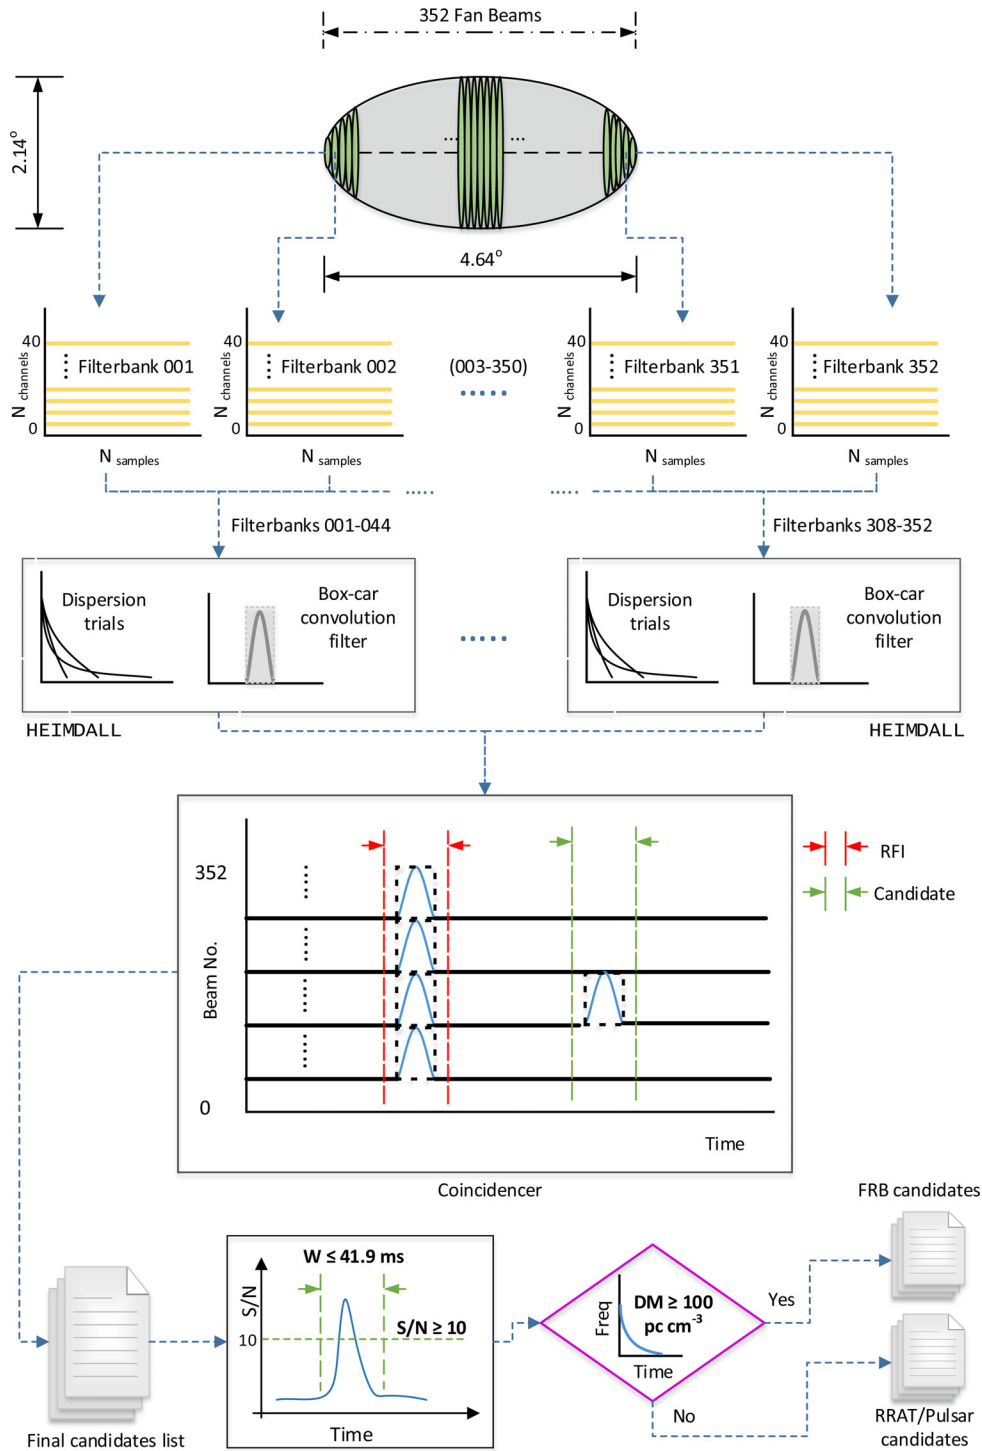 352 Fan Beams
2.14°
... ...
4.64°
40
N channels
0
Filterbank 001
N samples
40
N channels
0
Filterbank 002
N samples
(003-350)
40
N channels
0
Filterbank 351
N samples
40
N channels
0
Filterbank 352
N samples
Filterbanks 001-044
Filterbanks 308-352
Dispersion
trials
Box-car
convolution
filter
HEIMDALL
Dispersion
trials
Box-car
convolution
filter
HEIMDALL
352
Beam No.
0
Time
RFI
Candidate
Coincidencer
Final candidates list
W ≤ 41.9 ms
S/N
10
S/N ≥ 10
Time
Freq
DM ≥ 100
pc cm⁻³
Time
Yes
No
FRB candidates
RRAT/Pulsar
candidates